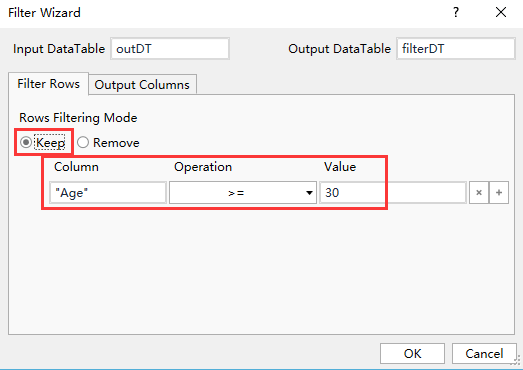 Filter Wizard ? ×
Input DataTable outDT Output DataTable filterDT
Filter Rows Output Columns
Rows Filtering Mode
Keep Remove
Column Operation Value
"Age" >= 30 × +
OK Cancel